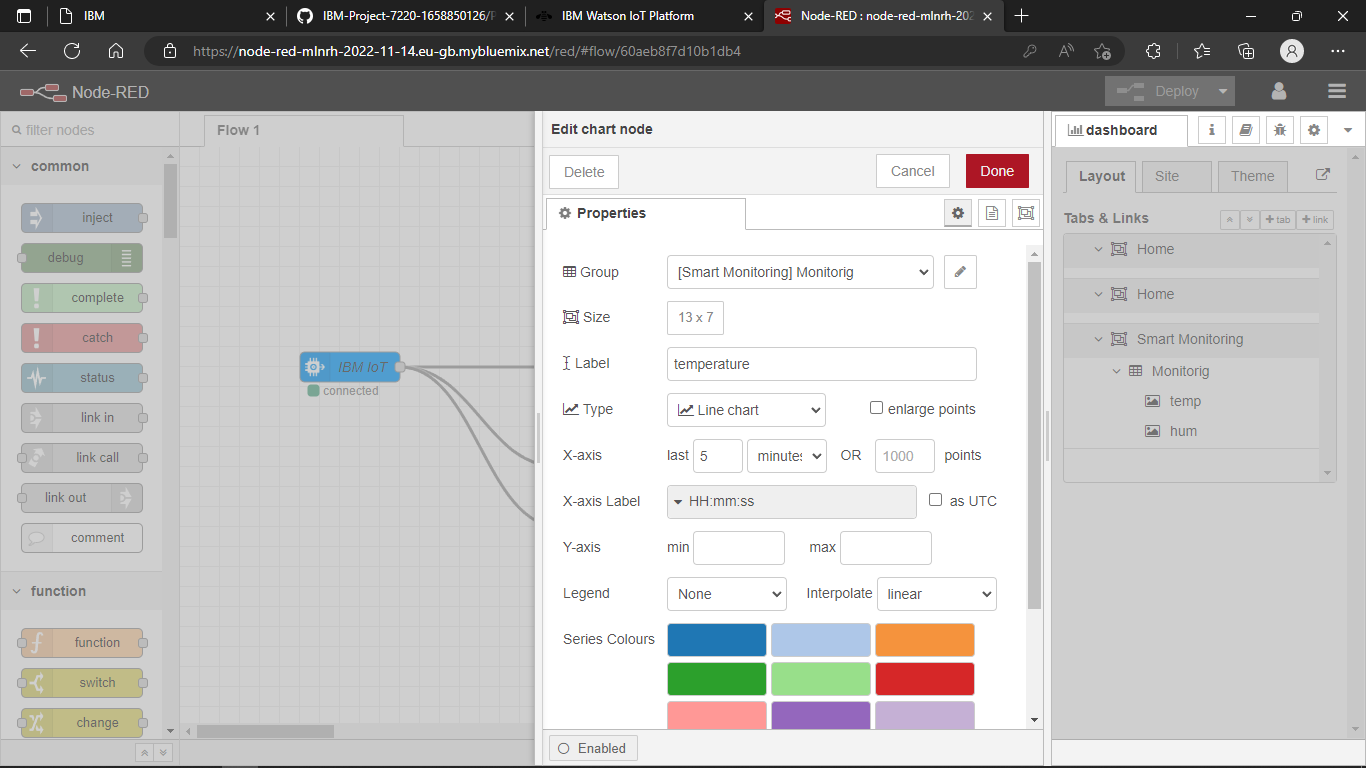 IBM
IBM-Project-7220-1658850126/P
IBM Watson IoT Platform
Node-RED : node-red-mlnrh-202
https://node-red-mlnrh-2022-11-14.eu-gb.mybluemix.net/red/#flow/60aeb8f7d10b1db4
Node-RED
Deploy
filter nodes
common
inject
debug
complete
catch
status
link in
link call
link out
comment
function
function
switch
change
Flow 1
IBM IoT
connected
Edit chart node
Delete
Cancel
Done
Properties
Group
[Smart Monitoring] Monitorig
Size
13 x 7
Label
temperature
Type
Line chart
enlarge points
X-axis
last 5 minutes OR 1000 points
X-axis Label
HH:mm:ss
as UTC
Y-axis
min
max
Legend
None
Interpolate
linear
Series Colours
Enabled
dashboard
Layout
Site
Theme
Tabs & Links
+ tab
+ link
Home
Home
Smart Monitoring
Monitorig
temp
hum